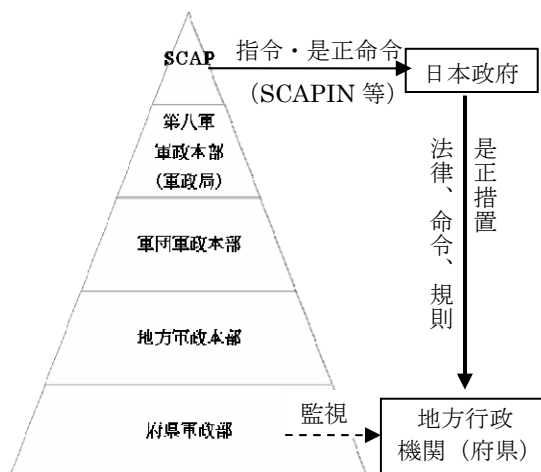 SCAP
指令・是正命令
(SCAPIN 等)
日本政府
第八軍
軍政本部
(軍政局)
是正措置
法律、命令、規則
軍団軍政本部
地方軍政本部
府県軍政部
監視
地方行政
機関（府県）